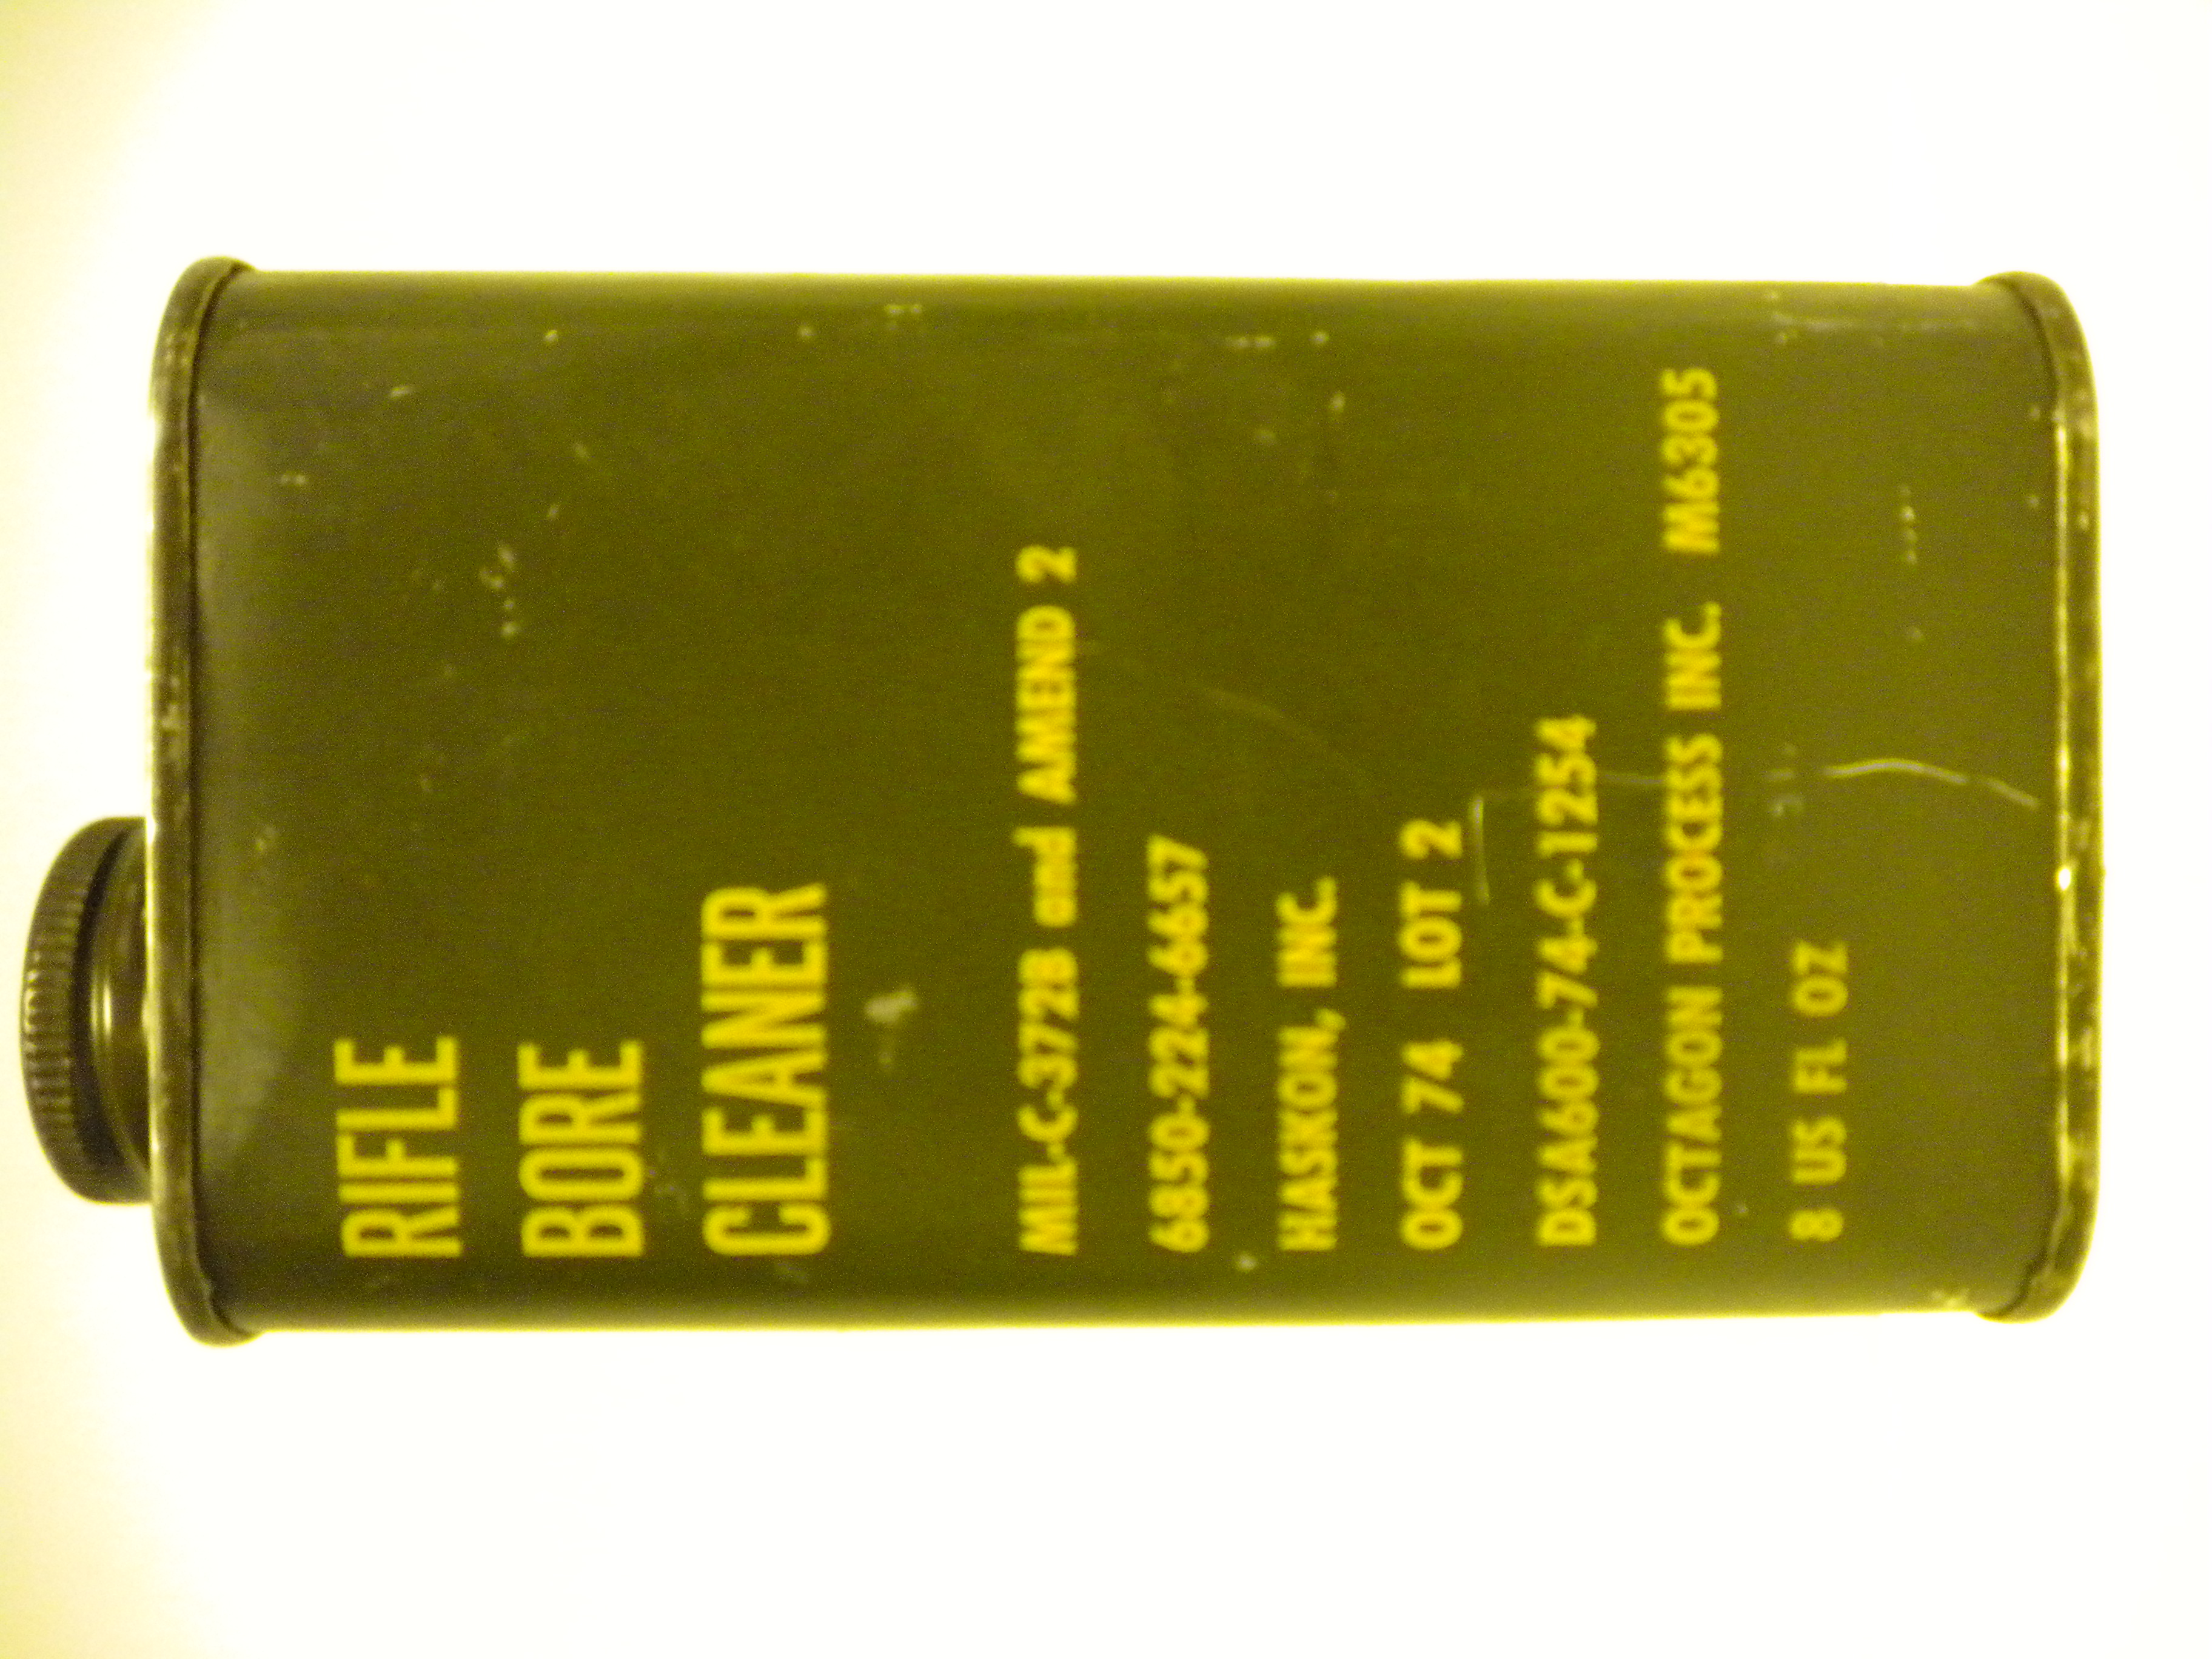 RIFLE
BORE
CLEANER
MIL-C-372B and AMEND 2
6850-224-6657
HASKON, INC.
OCT 74 LOT 2
DSA600-74-C-1254
OCTAGON PROCESS INC. M6305
8 US FL OZ